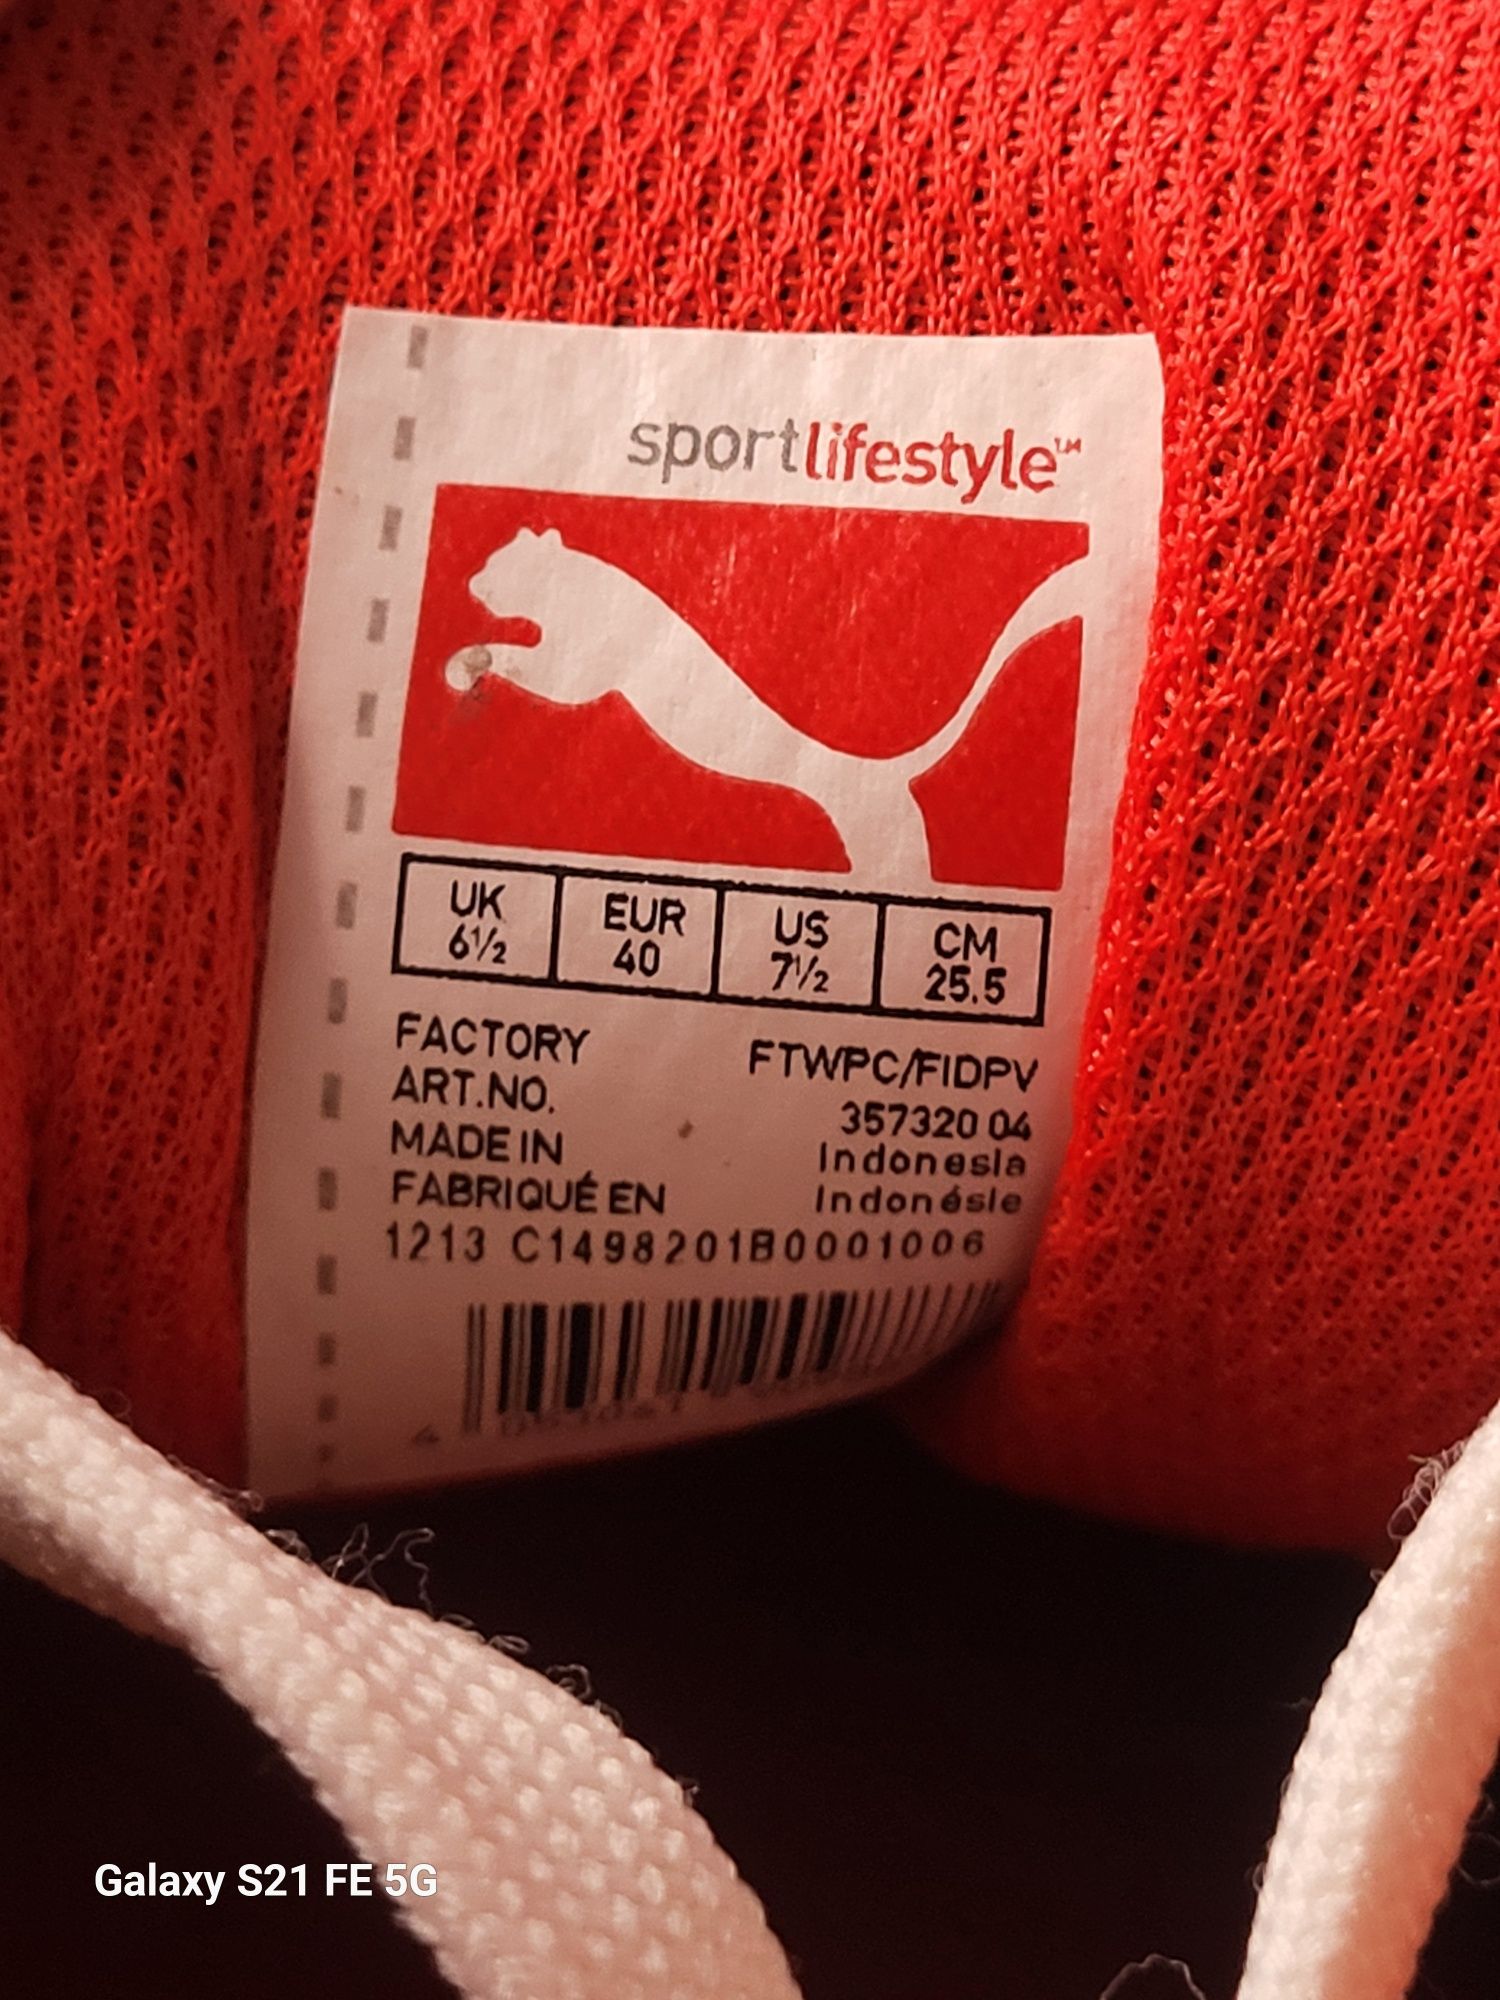 sportlifestyle™
UK EUR US CM
6½ 40 7½ 25.5
FACTORY FTWPC/FIDPV
ART.NO. 357320 04
MADE IN Indonesia
FABRIQUÉ EN Indonésie
1213 C1498201B0001006
Galaxy S21 FE 5G